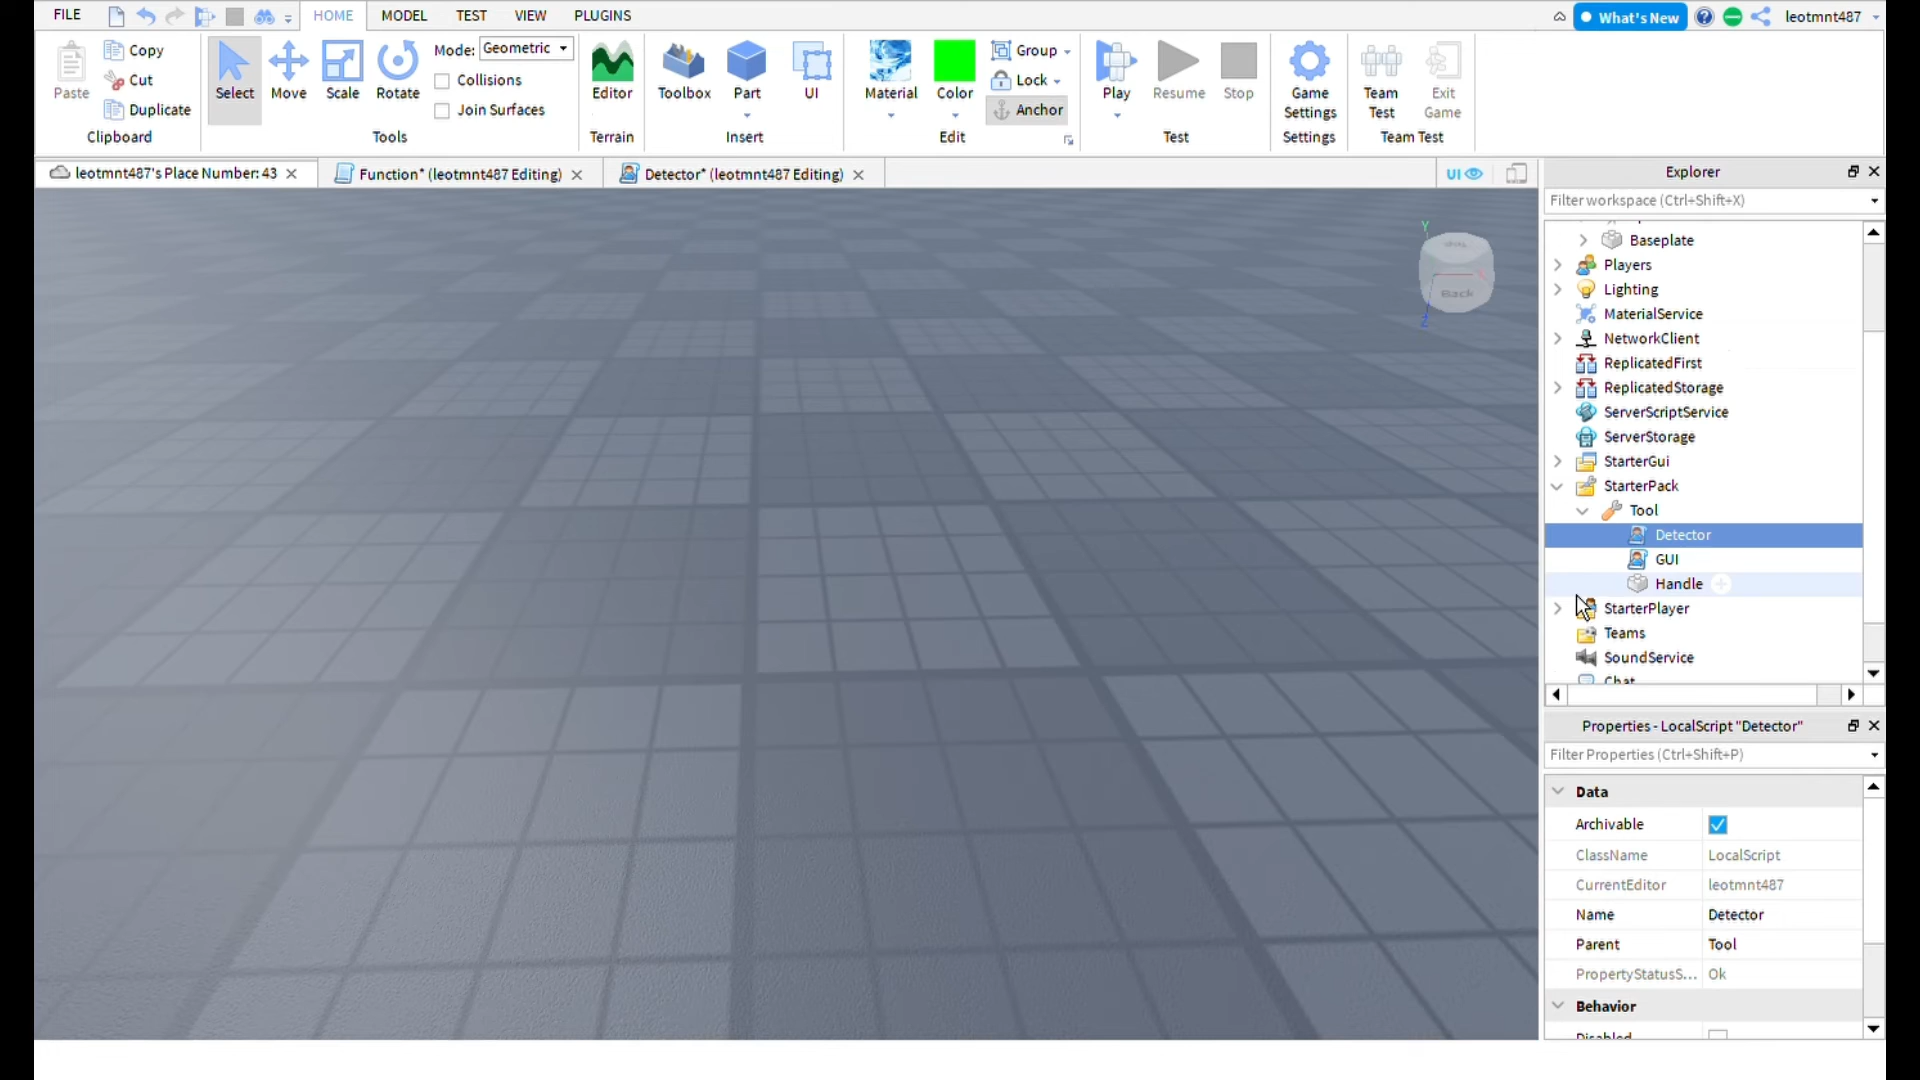 FILE HOME MODEL TEST VIEW PLUGINS What's New leotmnt487
Paste Copy Cut Duplicate Clipboard
Select Move Scale Rotate Mode: Geometric Collisions Join Surfaces Tools
Editor Terrain
Toolbox Part UI Insert
Material Color Group Lock Anchor Edit
Play Resume Stop Test
Game Settings Settings
Team Test Exit Game Team Test
leotmnt487's Place Number: 43 Function* (leotmnt487 Editing) Detector* (leotmnt487 Editing) UI
Y
Back
Z
Explorer
Filter workspace (Ctrl+Shift+X)
Baseplate
Players
Lighting
MaterialService
NetworkClient
ReplicatedFirst
ReplicatedStorage
ServerScriptService
ServerStorage
StarterGui
StarterPack
Tool
Detector
GUI
Handle
StarterPlayer
Teams
SoundService
Chat
Properties - LocalScript "Detector"
Filter Properties (Ctrl+Shift+P)
Data
Archivable
ClassName LocalScript
CurrentEditor leotmnt487
Name Detector
Parent Tool
PropertyStatusS... Ok
Behavior
Disabled